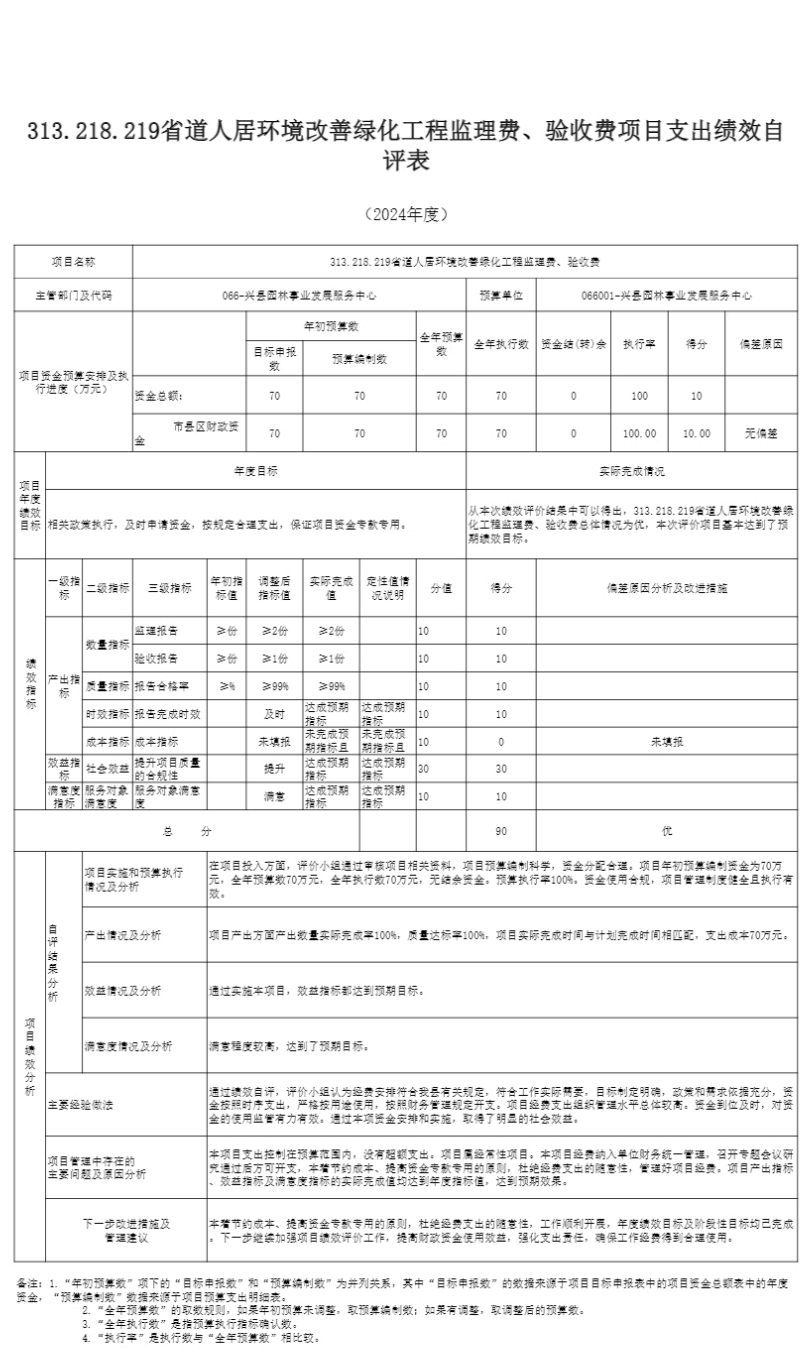 313.218.219省道人居环境改善绿化工程监理费、验收费项目支出绩效自
评表
（2024年度）
项目名称 313.218.219省道人居环境改善绿化工程监理费、验收费
主管部门及代码 066-兴县园林事业发展服务中心 预算单位 066001-兴县园林事业发展服务中心
项目资金预算安排及执
行进度（万元）
年初预算数
目标申报
数
预算编制数
全年预算
数
全年执行数 资金结(转)余 执行率 得分 偏差原因
资金总额: 70 70 70 70 0 100 10
市县区财政资
金
70 70 70 70 0 100.00 10.00 无偏差
项目
年度
绩效
目标
年度目标 实际完成情况
相关政策执行，及时申请资金，按规定合理支出，保证项目资金专款专用。
从本次绩效评价结果中可以得出，313.218.219省道人居环境改善绿
化工程监理费、验收费总体情况为优，本次评价项目基本达到了预
期绩效目标。
绩
效
指
标
一级指
标
二级指标 三级指标
年初指
标值
调整后
指标值
实际完成
值
定性值情
况说明
分值 得分 偏差原因分析及改进措施
产出指
标
数量指标
监理报告 ≥份 ≥2份 ≥2份 10 10
验收报告 ≥份 ≥1份 ≥1份 10 10
质量指标 报告合格率 ≥% ≥99% ≥99% 10 10
时效指标 报告完成时效 及时
达成预期
指标
达成预期
指标
10 10
成本指标 成本指标 未填报
未完成预
期指标且
未完成预
期指标且
10 0 未填报
效益指
标
社会效益
提升项目质量
的合规性
提升
达成预期
指标
达成预期
指标
30 30
满意度
指标
服务对象
满意度
服务对象满意
度
满意
达成预期
指标
达成预期
指标
10 10
总 分 90 优
项
目
绩
效
分
析
自
评
结
果
分
析
项目实施和预算执行
情况及分析
在项目投入方面，评价小组通过审核项目相关资料，项目预算编制科学，资金分配合理。项目年初预算编制资金为70万
元，全年预算数70万元，全年执行数70万元，无结余资金。预算执行率100%。资金使用合规，项目管理制度健全且执行有
效。
产出情况及分析
项目产出方面产出数量实际完成率100%，质量达标率100%，项目实际完成时间与计划完成时间相匹配，支出成本70万元。
效益情况及分析
通过实施本项目，效益指标都达到预期目标。
满意度情况及分析
满意程度较高，达到了预期目标。
主要经验做法
通过绩效自评，评价小组认为经费安排符合我县有关规定，符合工作实际需要，目标制定明确，政策和需求依据充分，资
金按照时序支出，严格按用途使用，按照财务管理规定开支。项目经费支出组织管理水平总体较高。资金到位及时，对资
金的使用监管有力有效。通过本项资金安排和实施，取得了明显的社会效益。
项目管理中存在的
主要问题及原因分析
本项目支出控制在预算范围内，没有超额支出。项目属经常性项目。本项目经费纳入单位财务统一管理，召开专题会议研
究通过后方可开支，本着节约成本、提高资金专款专用的原则，杜绝经费支出的随意性，管理好项目经费。项目产出指标
、效益指标及满意度指标的实际完成值均达到年度指标值，达到预期效果。
下一步改进措施及
管理建议
本着节约成本、提高资金专款专用的原则，杜绝经费支出的随意性，工作顺利开展，年度绩效目标及阶段性目标均已完成
。下一步继续加强项目绩效评价工作，提高财政资金使用效益，强化支出责任，确保工作经费得到合理使用。
备注：1.“年初预算数”项下的“目标申报数”和“预算编制数”为并列关系，其中“目标申报数”的数据来源于项目目标申报表中的项目资金总额表中的年度
资金，“预算编制数”数据来源于项目预算支出明细表。
2.“全年预算数”的取数规则，如果年初预算未调整，取预算编制数；如果有调整，取调整后的预算数。
3.“全年执行数”是指预算执行指标确认数。
4.“执行率”是执行数与“全年预算数”相比较。